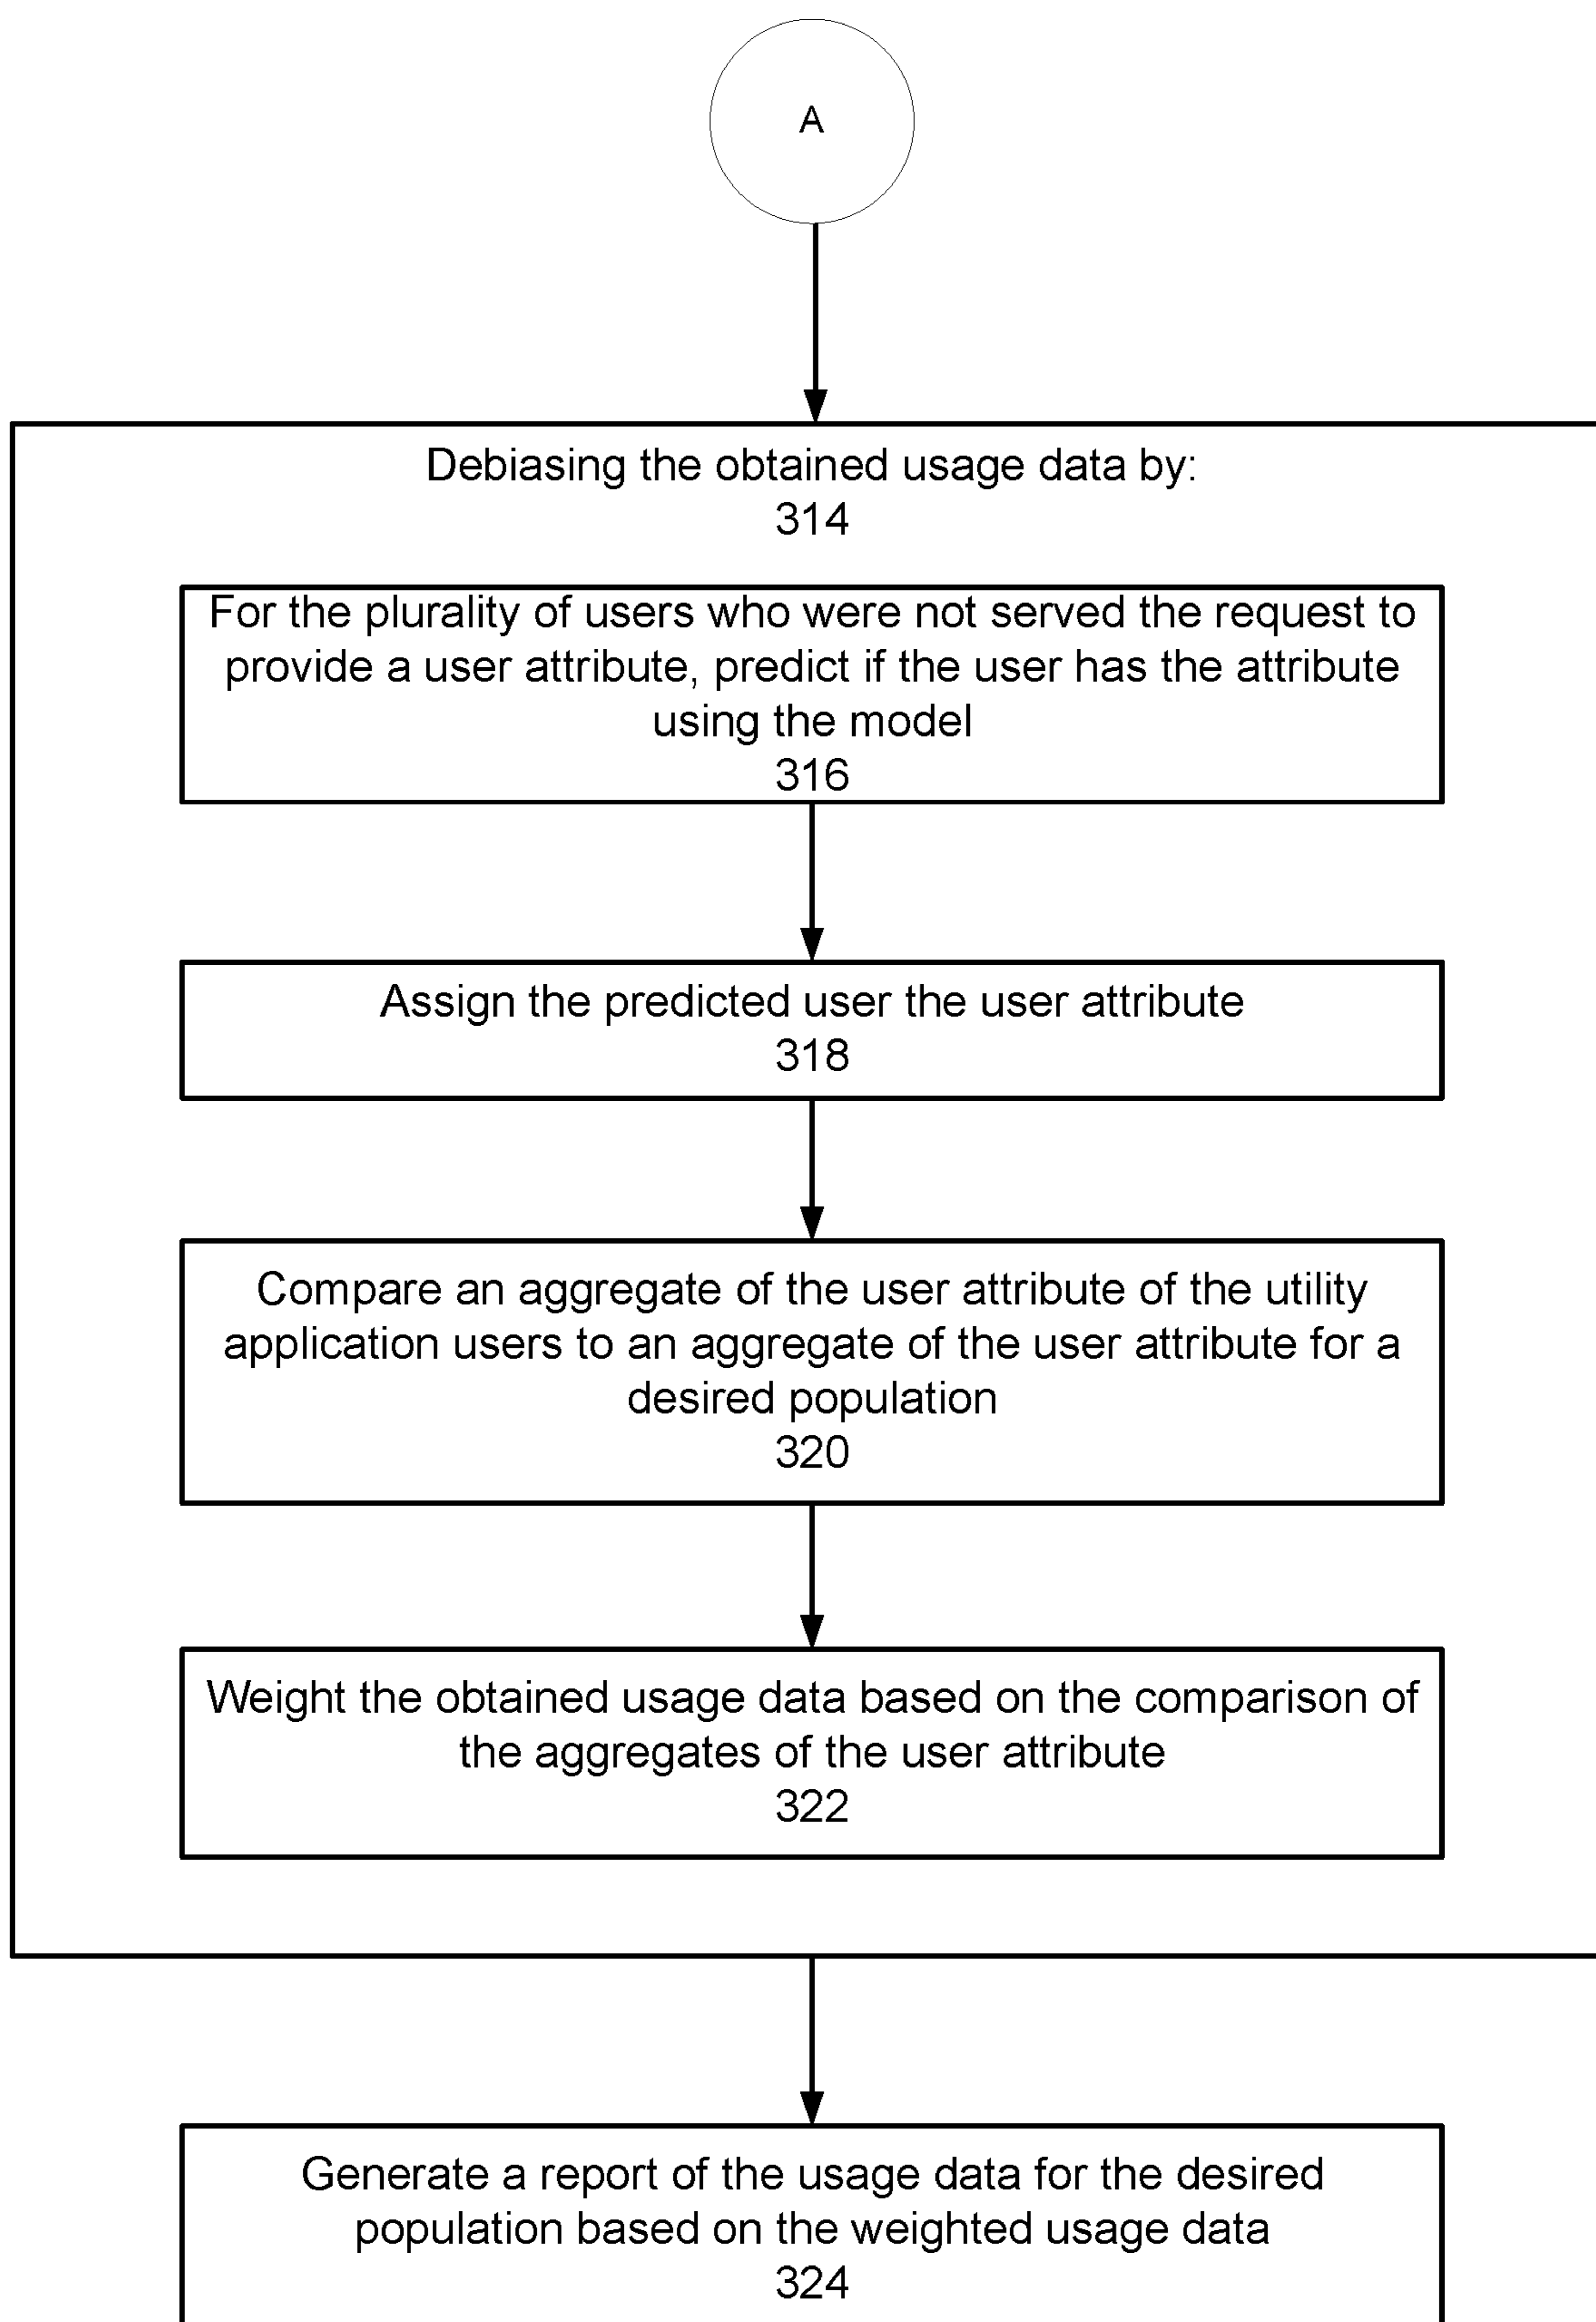 A
Debiasing the obtained usage data by:
314
For the plurality of users who were not served the request to
provide a user attribute, predict if the user has the attribute
using the model
316
Assign the predicted user the user attribute
318
Compare an aggregate of the user attribute of the utility
application users to an aggregate of the user attribute for a
desired population
320
Weight the obtained usage data based on the comparison of
the aggregates of the user attribute
322
Generate a report of the usage data for the desired
population based on the weighted usage data
324